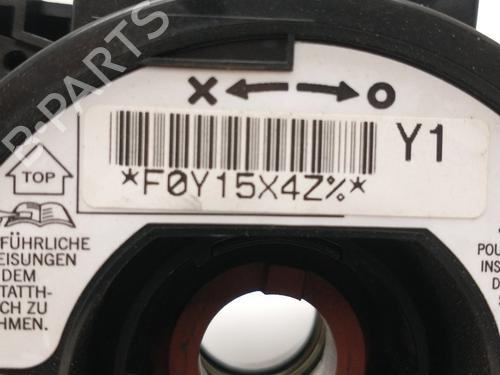 Y1
*F0Y15X4Z%*
TOP
FÜHRLICHE
EISUNGEN
DEM
TATTH-
CH ZU
HMEN.
POL
INS
D
B-PARTS